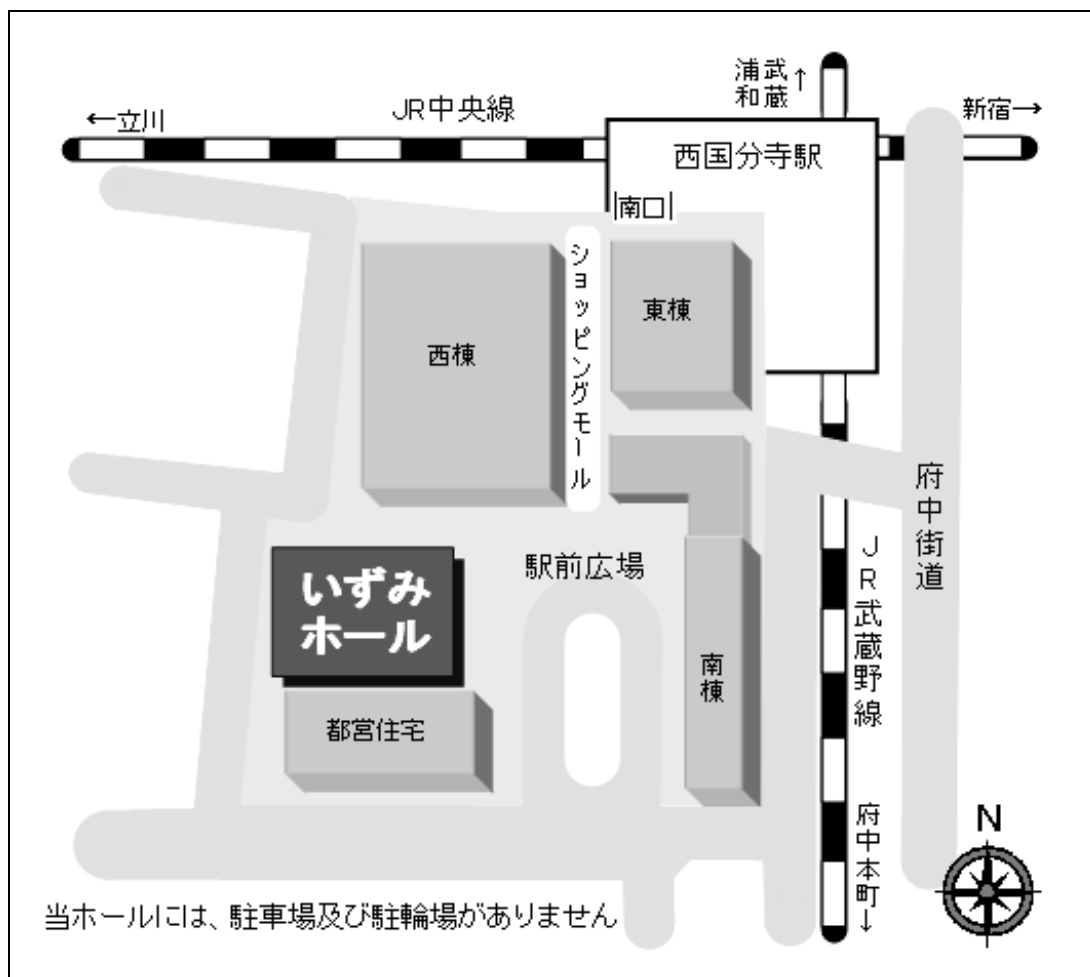 浦和
武蔵
↑
←立川
JR中央線
新宿→
西国分寺駅
|南口|
ショッピングモール
東棟
西棟
府中街道
駅前広場
JR武蔵野線
いずみ
ホール
南棟
都営住宅
府中本町↓
N
当ホールには、駐車場及び駐輪場がありません